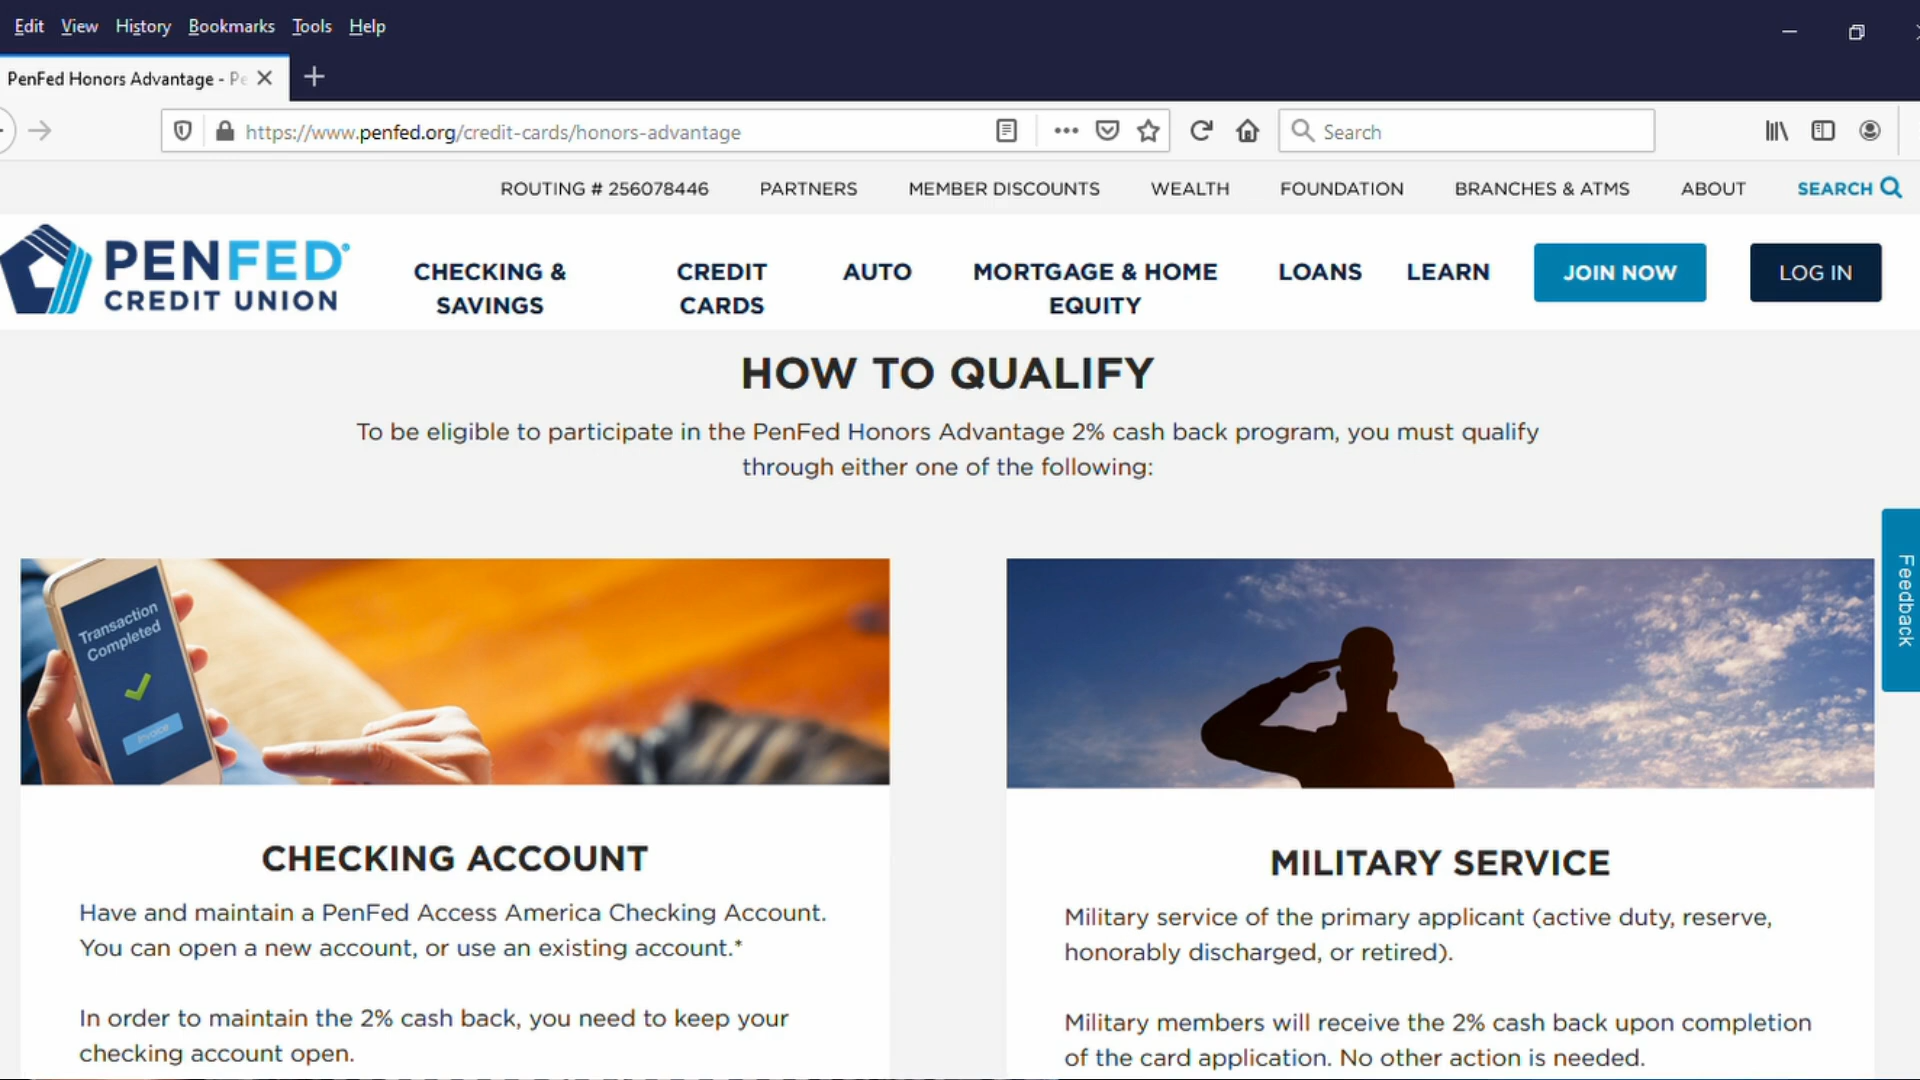 Edit View History Bookmarks Tools Help
PenFed Honors Advantage - Pe
https://www.penfed.org/credit-cards/honors-advantage
Search
ROUTING # 256078446 PARTNERS MEMBER DISCOUNTS WEALTH FOUNDATION BRANCHES & ATMS ABOUT SEARCH
PENFED
CREDIT UNION
CHECKING &
SAVINGS
CREDIT
CARDS
AUTO
MORTGAGE & HOME
EQUITY
LOANS
LEARN
JOIN NOW
LOG IN
HOW TO QUALIFY
To be eligible to participate in the PenFed Honors Advantage 2% cash back program, you must qualify
through either one of the following:
Feedback
Transaction
Completed
Invoice
CHECKING ACCOUNT
Have and maintain a PenFed Access America Checking Account.
You can open a new account, or use an existing account.*
In order to maintain the 2% cash back, you need to keep your
checking account open.
MILITARY SERVICE
Military service of the primary applicant (active duty, reserve,
honorably discharged, or retired).
Military members will receive the 2% cash back upon completion
of the card application. No other action is needed.